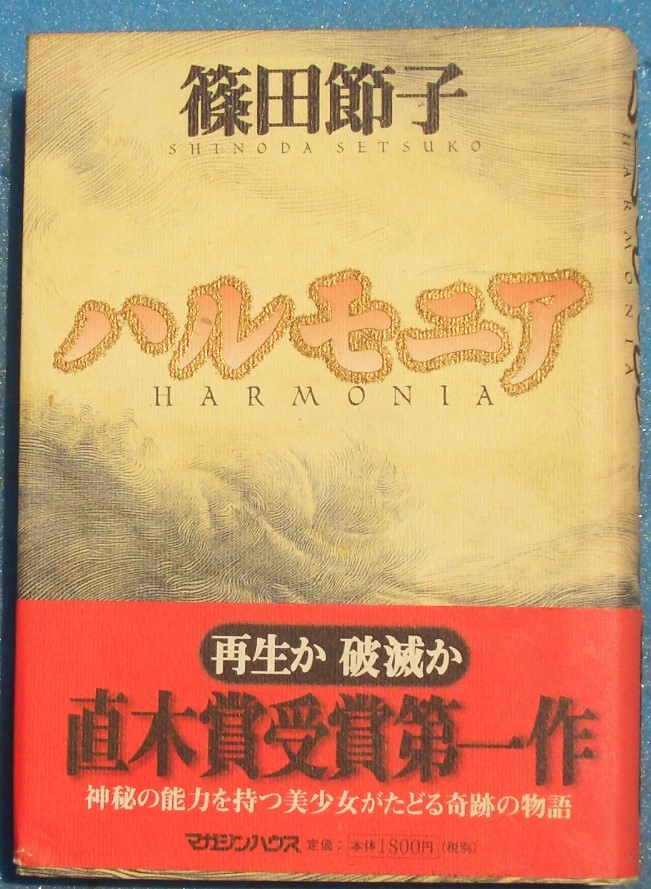 篠田節子
SHINODA SETSUKO
ハルモニア
HARMONIA
再生か 破滅か
直木賞受賞第一作
神秘の能力を持つ美少女がたどる奇跡の物語
マガジンハウス 定価:本体1800円(税別)
HARMONIA